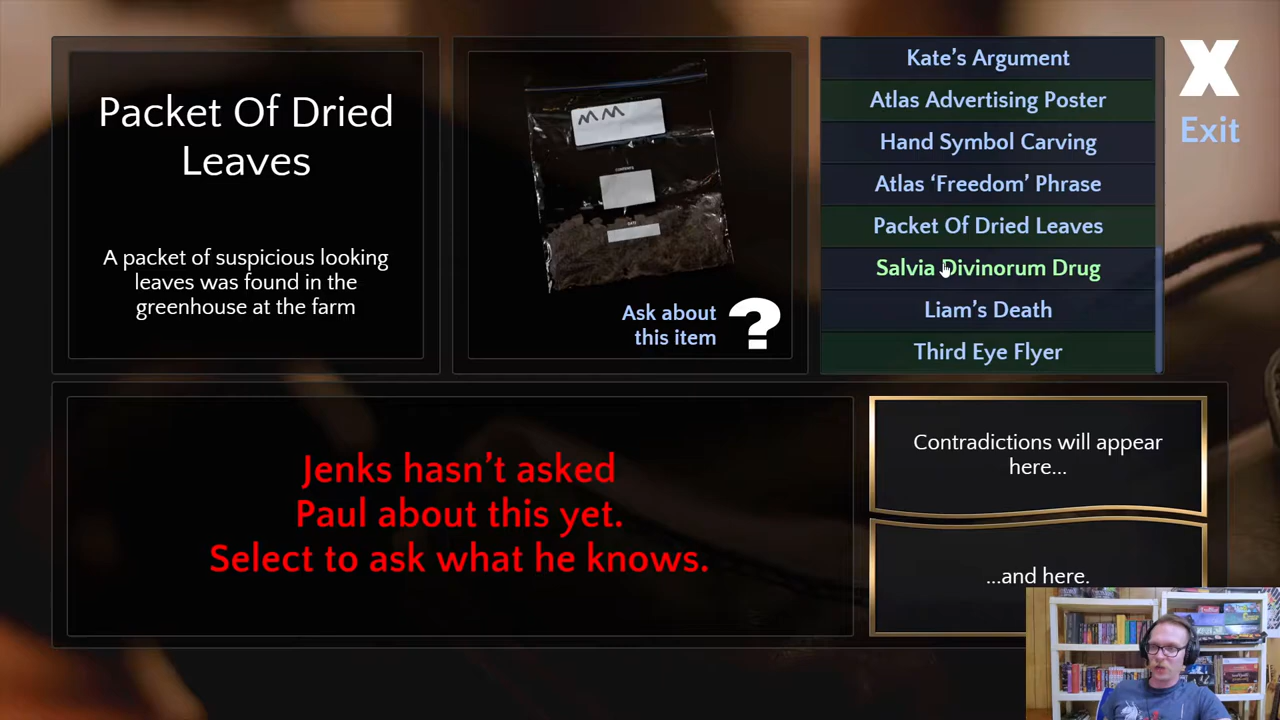 Packet Of Dried
Leaves
A packet of suspicious looking
leaves was found in the
greenhouse at the farm
MM
Ask about
this item
?
Kate's Argument
Atlas Advertising Poster
Hand Symbol Carving
Atlas ‘Freedom’ Phrase
Packet Of Dried Leaves
Salvia Divinorum Drug
Liam's Death
Third Eye Flyer
X
Exit
Jenks hasn't asked
Paul about this yet.
Select to ask what he knows.
Contradictions will appear
here...
...and here.